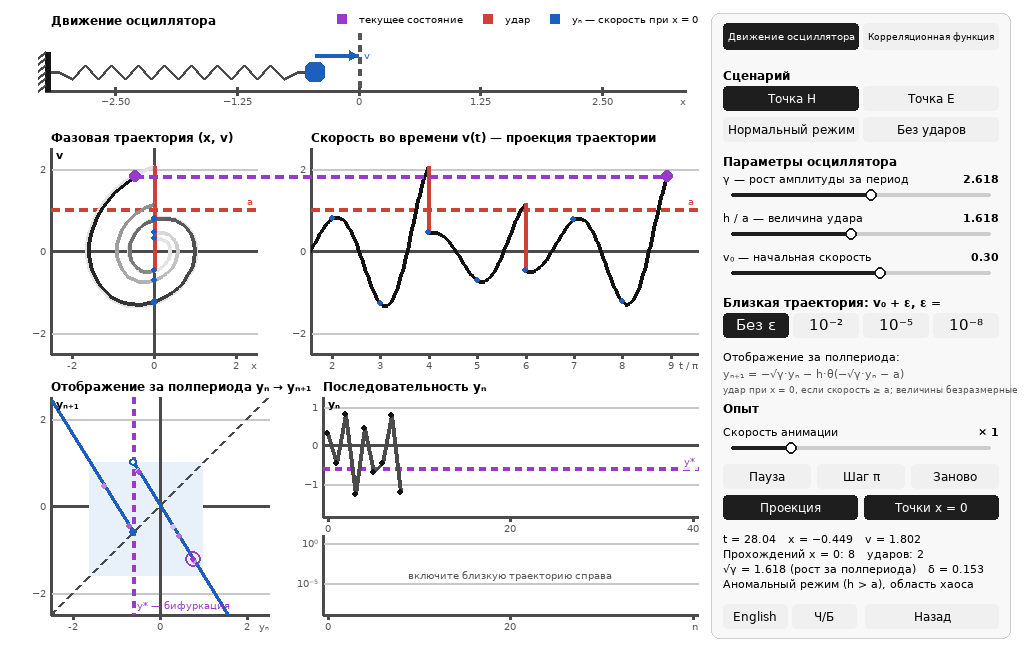 Движение осциллятора
текущее состояние
удар
yₙ — скорость при x = 0
v
−2.50
−1.25
0
1.25
2.50
x
Фазовая траектория (x, v)
v
2
0
−2
a
-2
0
2
x
Скорость во времени v(t) — проекция траектории
2
0
−2
a
2
3
4
5
6
7
8
9
t / π
Отображение за полпериода yₙ → yₙ₊₁
yₙ₊₁
2
0
−2
y* — бифуркация
−2
0
2
yₙ
Последовательность yₙ
yₙ
1
0
−1
y*
0
20
40
10⁰
10⁻⁵
включите близкую траекторию справа
0
20
n
Движение осциллятора
Корреляционная функция
Сценарий
Точка H
Точка E
Нормальный режим
Без ударов
Параметры осциллятора
γ — рост амплитуды за период
2.618
h / a — величина удара
1.618
v₀ — начальная скорость
0.30
Близкая траектория: v₀ + ε, ε =
Без ε
10⁻²
10⁻⁵
10⁻⁸
Отображение за полпериода:
yₙ₊₁ = −√γ·yₙ − h·θ(−√γ·yₙ − a)
удар при x = 0, если скорость ≥ a; величины безразмерные
Опыт
Скорость анимации
× 1
Пауза
Шаг π
Заново
Проекция
Точки x = 0
t = 28.04 x = −0.449 v = 1.802
Прохождений x = 0: 8 ударов: 2
√γ = 1.618 (рост за полпериода) δ = 0.153
Аномальный режим (h > a), область хаоса
English
Ч/Б
Назад